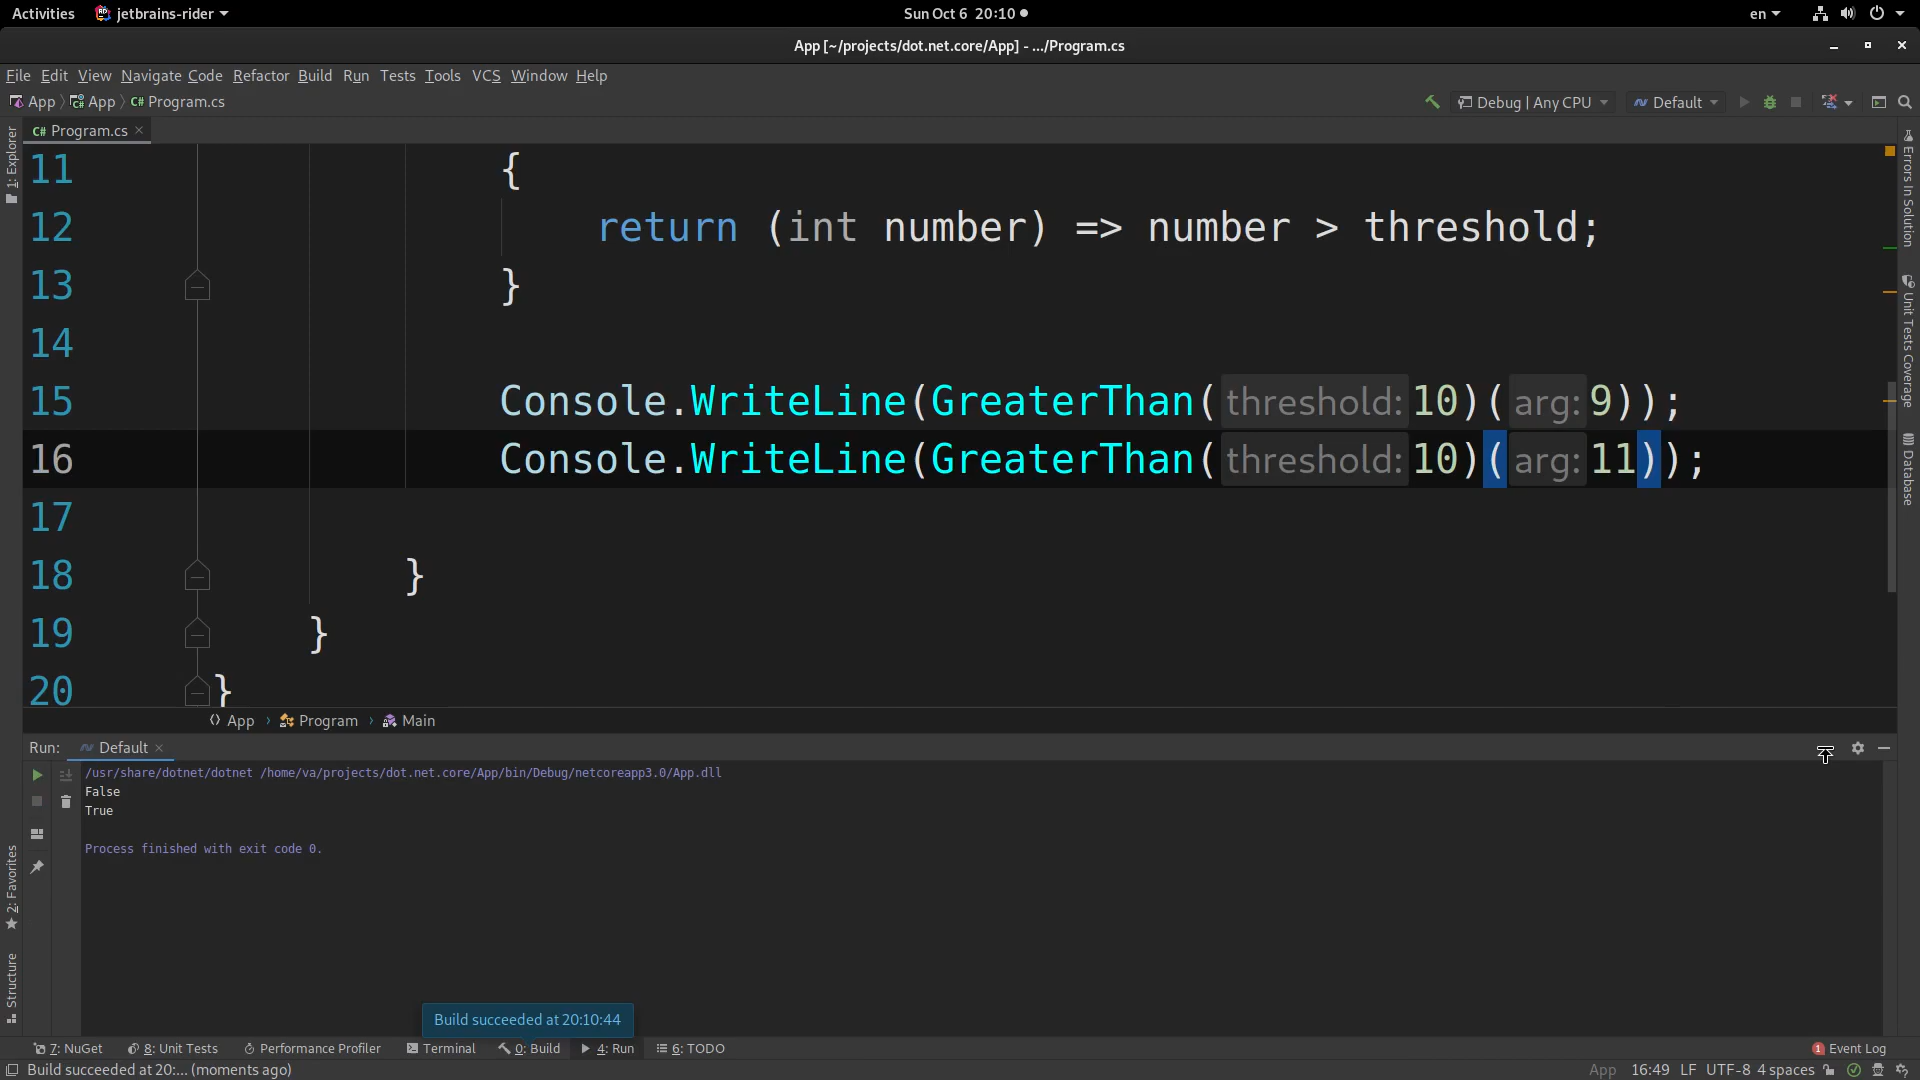 Activities jetbrains-rider Sun Oct 6 20:10 en
App [~/projects/dot.net.core/App] - .../Program.cs
File Edit View Navigate Code Refactor Build Run Tests Tools VCS Window Help
App App C# Program.cs Debug | Any CPU Default
C# Program.cs
1: Explorer
Errors In Solution
Unit Tests Coverage
Database
11 {
12 return (int number) => number > threshold;
13 }
14
15 Console.WriteLine(GreaterThan(threshold: 10)(arg: 9));
16 Console.WriteLine(GreaterThan(threshold: 10)(arg: 11));
17
18 }
19 }
20 }
App Program Main
Run: Default
/usr/share/dotnet/dotnet /home/va/projects/dot.net.core/App/bin/Debug/netcoreapp3.0/App.dll
False
True
Process finished with exit code 0.
2: Favorites
Structure
Build succeeded at 20:10:44
7: NuGet 8: Unit Tests Performance Profiler Terminal 0: Build 4: Run 6: TODO 1 Event Log
Build succeeded at 20:... (moments ago) App 16:49 LF UTF-8 4 spaces